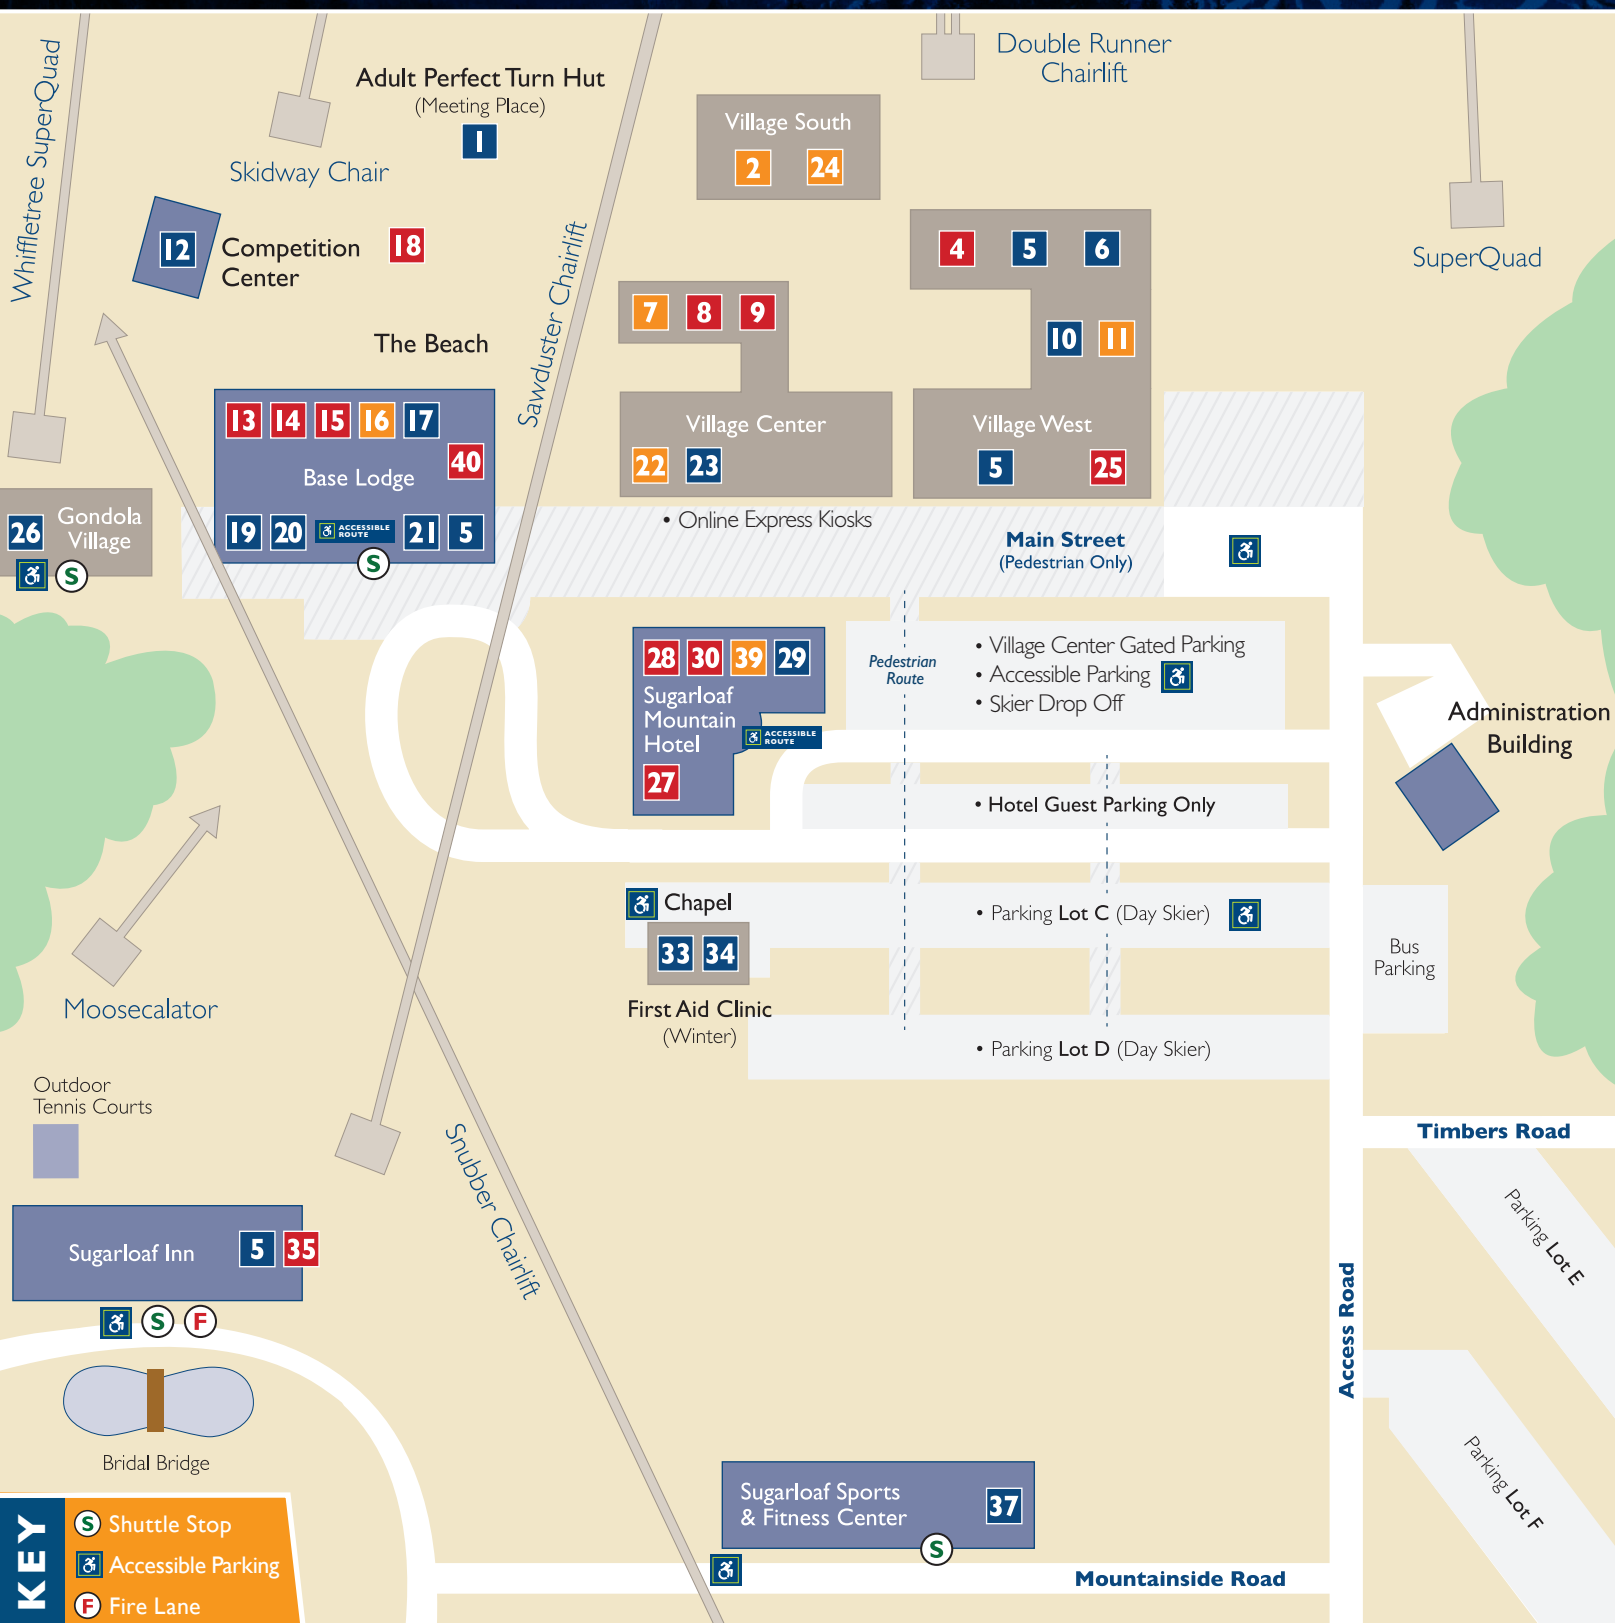 Whiffletree SuperQuad
Adult Perfect Turn Hut
(Meeting Place)
1
Skidway Chair
Double Runner
Chairlift
Village South
2 24
SuperQuad
12
Competition
Center
18
Sawduster Chairlift
4 5 6
7 8 9
10 11
The Beach
13 14 15 16 17
40
Base Lodge
19 20 ACCESSIBLE ROUTE 21 5
S
Village Center
22 23
Village West
5 25
26
Gondola
Village
S
• Online Express Kiosks
Main Street
(Pedestrian Only)
28 30 39 29
Sugarloaf
Mountain
Hotel
ACCESSIBLE
ROUTE
27
Pedestrian
Route
• Village Center Gated Parking
• Accessible Parking
• Skier Drop Off
Administration
Building
• Hotel Guest Parking Only
Chapel
33 34
First Aid Clinic
(Winter)
• Parking Lot C (Day Skier)
Bus
Parking
• Parking Lot D (Day Skier)
Moosecalator
Outdoor
Tennis Courts
Snubber Chairlift
Timbers Road
Parking Lot E
Access Road
Sugarloaf Inn
5 35
S F
Bridal Bridge
Parking Lot F
Sugarloaf Sports
& Fitness Center
37
S
Mountainside Road
KEY
S Shuttle Stop
Accessible Parking
F Fire Lane